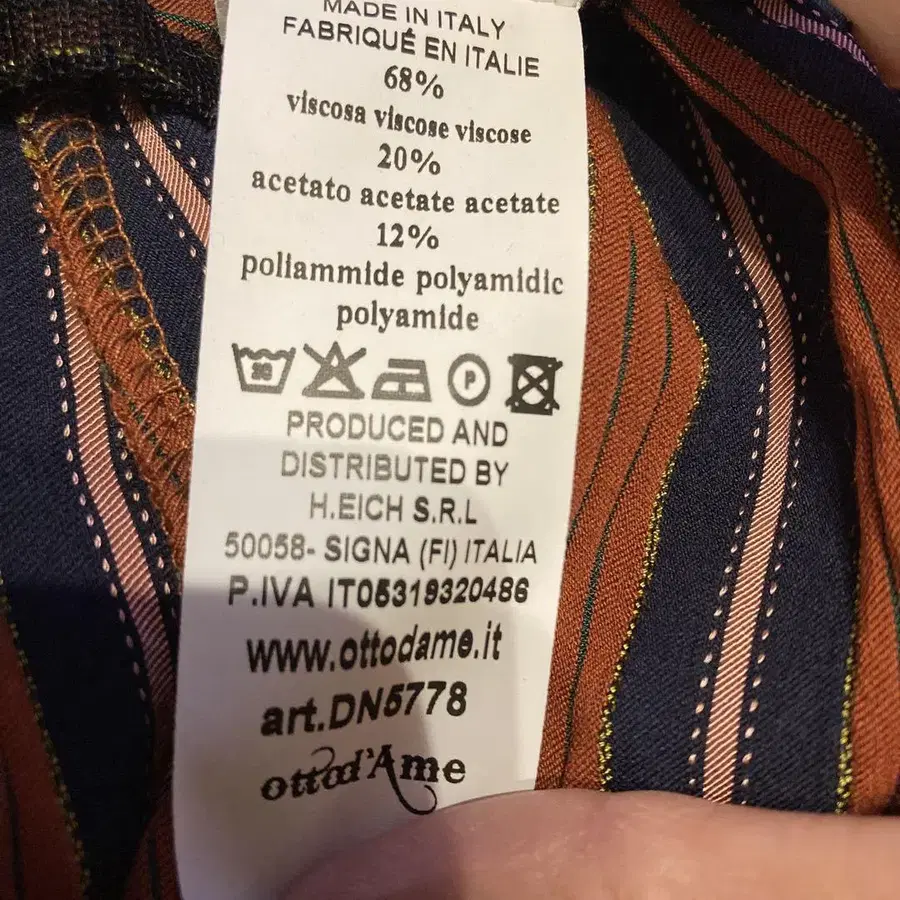 MADE IN ITALY
FABRIQUÉ EN ITALIE
68%
viscosa viscose viscose
20%
acetato acetate acetate
12%
poliammide polyamidic
polyamide
30
P
PRODUCED AND
DISTRIBUTED BY
H.EICH S.R.L
50058- SIGNA (FI) ITALIA
P.IVA IT05319320486
www.ottodame.it
art.DN5778
ottod'Ame